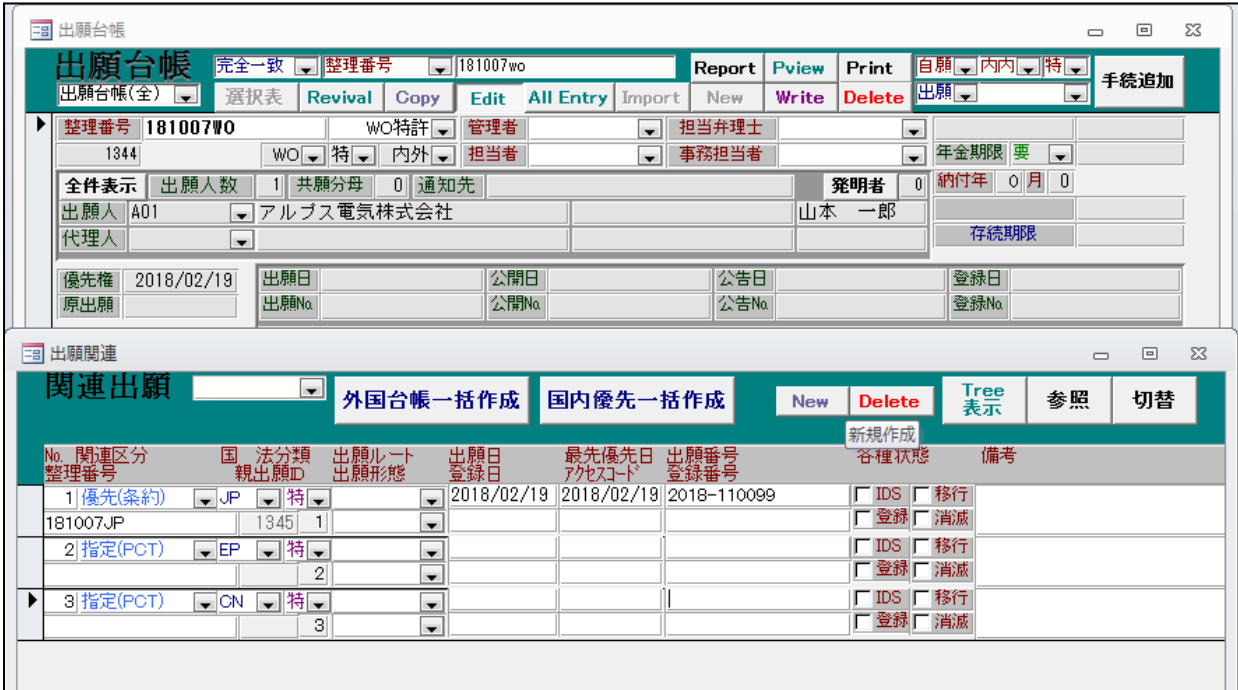 出願台帳
出願台帳 完全一致 整理番号 181007wo Report Pview Print 自願 内内 特 手続追加
出願台帳(全) 選択表 Revival Copy Edit All Entry Import New Write Delete 出願
整理番号 181007WO WO特許 管理者 担当弁理士
1344 WO 特 内外 担当者 事務担当者 年金期限 要
全件表示 出願人数 1 共願分母 0 通知先 発明者 0 納付年 0 月 0
出願人 A01 アルプス電気株式会社 山本 一郎
代理人 存続期限
優先権 2018/02/19 出願日 公開日 公告日 登録日
原出願 出願No. 公開No. 公告No. 登録No.
出願関連
関連出願 外国台帳一括作成 国内優先一括作成 New Delete Tree表示 参照 切替
新規作成
No. 関連区分 国 法分類 出願ルート 出願日 最先優先日 出願番号 各種状態 備考
整理番号 親出願ID 出願形態 登録日 アクセスコード 登録番号
1 優先(条約) JP 特 2018/02/19 2018/02/19 2018-110099 IDS 移行
181007JP 1345 1 登録 消滅
2 指定(PCT) EP 特 IDS 移行
2 登録 消滅
3 指定(PCT) CN 特 IDS 移行
3 登録 消滅